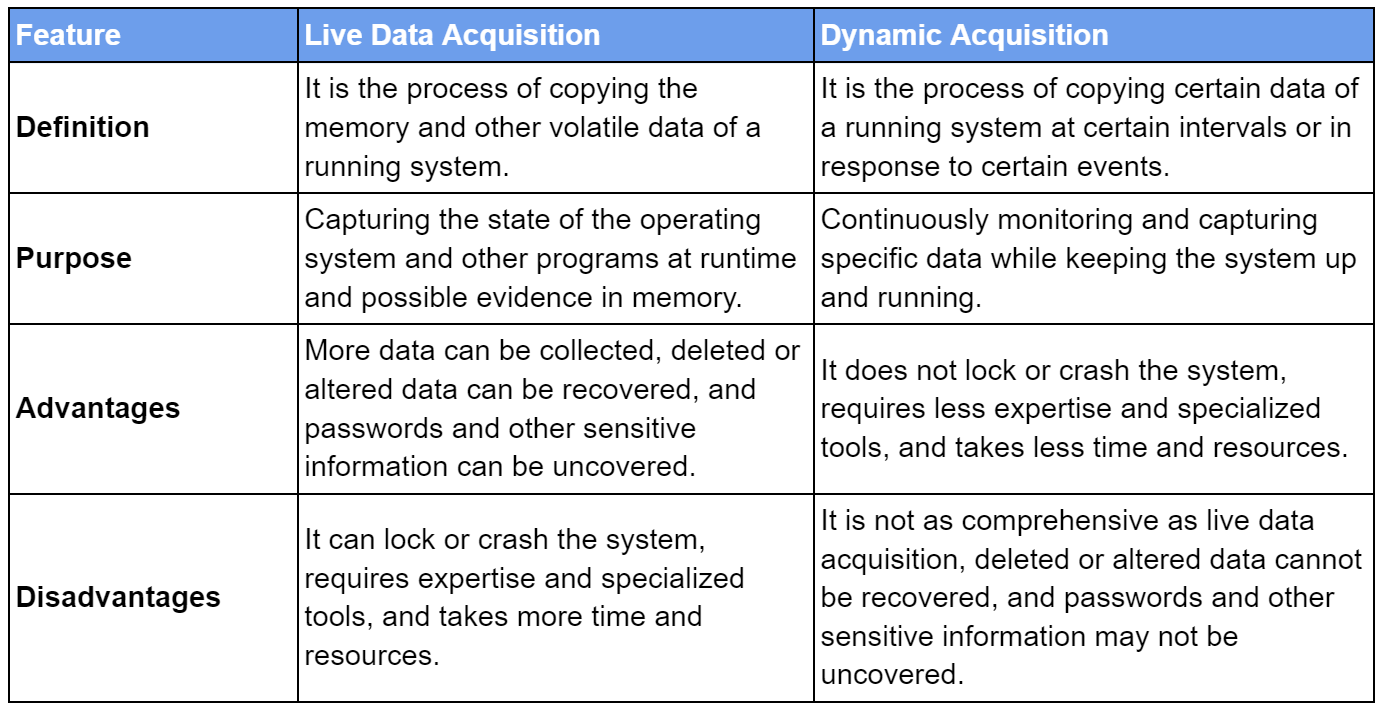 Feature
Live Data Acquisition
Dynamic Acquisition
Definition
It is the process of copying the
memory and other volatile data of a
running system.
It is the process of copying certain data of
a running system at certain intervals or in
response to certain events.
Purpose
Capturing the state of the operating
system and other programs at runtime
and possible evidence in memory.
Continuously monitoring and capturing
specific data while keeping the system up
and running.
Advantages
More data can be collected, deleted or
altered data can be recovered, and
passwords and other sensitive
information can be uncovered.
It does not lock or crash the system,
requires less expertise and specialized
tools, and takes less time and resources.
Disadvantages
It can lock or crash the system,
requires expertise and specialized
tools, and takes more time and
resources.
It is not as comprehensive as live data
acquisition, deleted or altered data cannot
be recovered, and passwords and other
sensitive information may not be
uncovered.